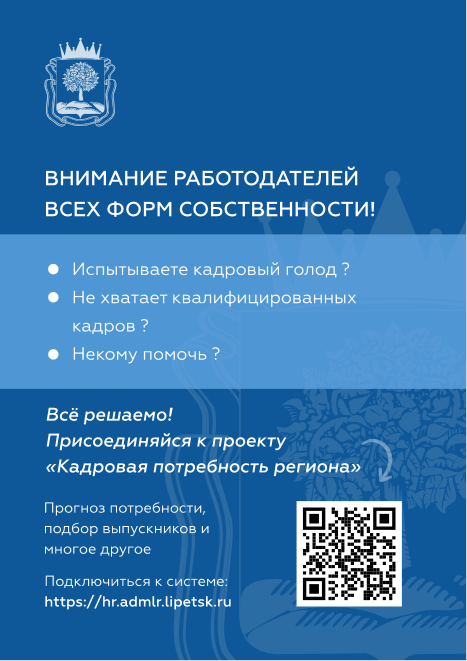 ВНИМАНИЕ РАБОТОДАТЕЛЕЙ
ВСЕХ ФОРМ СОБСТВЕННОСТИ!
Испытываете кадровый голод ?
Не хватает квалифицированных
кадров ?
Некому помочь ?
Всё решаемо!
Присоединяйся к проекту
«Кадровая потребность региона»
Прогноз потребности,
подбор выпускников и
многое другое
Подключиться к системе:
https://hr.admlr.lipetsk.ru